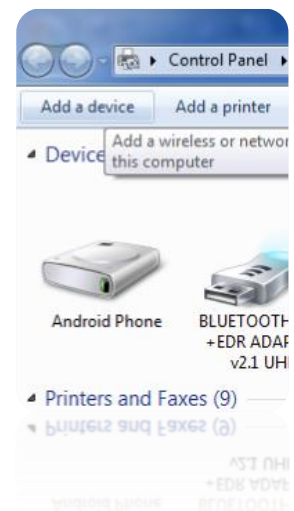 Control Panel
Add a device Add a printer
Add a wireless or networ
this computer
Device
Android Phone
BLUETOOTH
+EDR ADAP
v2.1 UHI
Printers and Faxes (9)